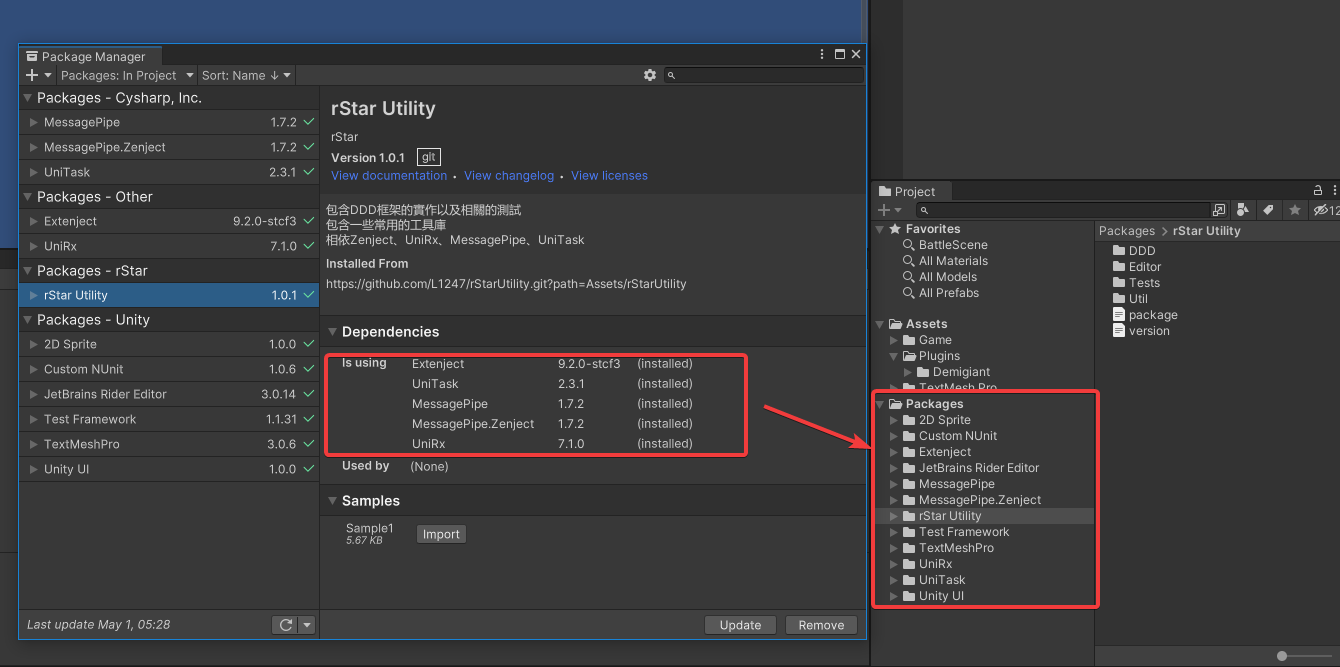 Package Manager
Packages: In Project
Sort: Name ↓
Packages - Cysharp, Inc.
MessagePipe 1.7.2
MessagePipe.Zenject 1.7.2
UniTask 2.3.1
Packages - Other
Extenject 9.2.0-stcf3
UniRx 7.1.0
Packages - rStar
rStar Utility 1.0.1
Packages - Unity
2D Sprite 1.0.0
Custom NUnit 1.0.6
JetBrains Rider Editor 3.0.14
Test Framework 1.1.31
TextMeshPro 3.0.6
Unity UI 1.0.0
Last update May 1, 05:28
rStar Utility
rStar
Version 1.0.1 git
View documentation • View changelog • View licenses
包含DDD框架的實作以及相關的測試
包含一些常用的工具庫
相依Zenject、UniRx、MessagePipe、UniTask
Installed From
https://github.com/L1247/rStarUtility.git?path=Assets/rStarUtility
Dependencies
Is using Extenject 9.2.0-stcf3 (installed)
UniTask 2.3.1 (installed)
MessagePipe 1.7.2 (installed)
MessagePipe.Zenject 1.7.2 (installed)
UniRx 7.1.0 (installed)
Used by (None)
Samples
Sample1 Import
5.67 KB
Update Remove
Project
12
Favorites
BattleScene
All Materials
All Models
All Prefabs
Assets
Game
Plugins
Demigiant
TextMesh Pro
Packages
2D Sprite
Custom NUnit
Extenject
JetBrains Rider Editor
MessagePipe
MessagePipe.Zenject
rStar Utility
Test Framework
TextMeshPro
UniRx
UniTask
Unity UI
Packages > rStar Utility
DDD
Editor
Tests
Util
package
version